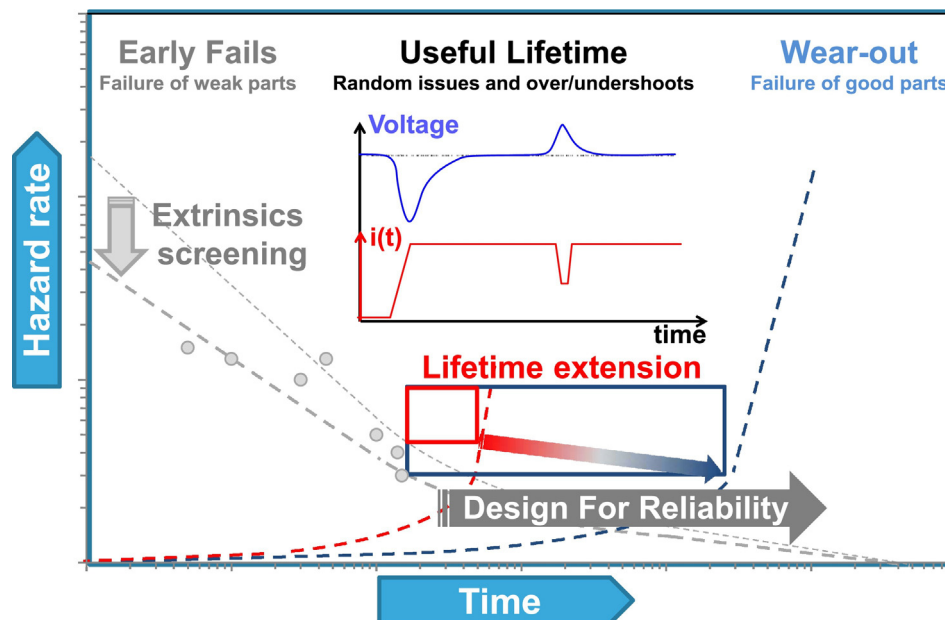 Early Fails
Failure of weak parts
Useful Lifetime
Random issues and over/undershoots
Wear-out
Failure of good parts
Voltage
Hazard rate
Extrinsics
screening
i(t)
time
Lifetime extension
Design For Reliability
Time